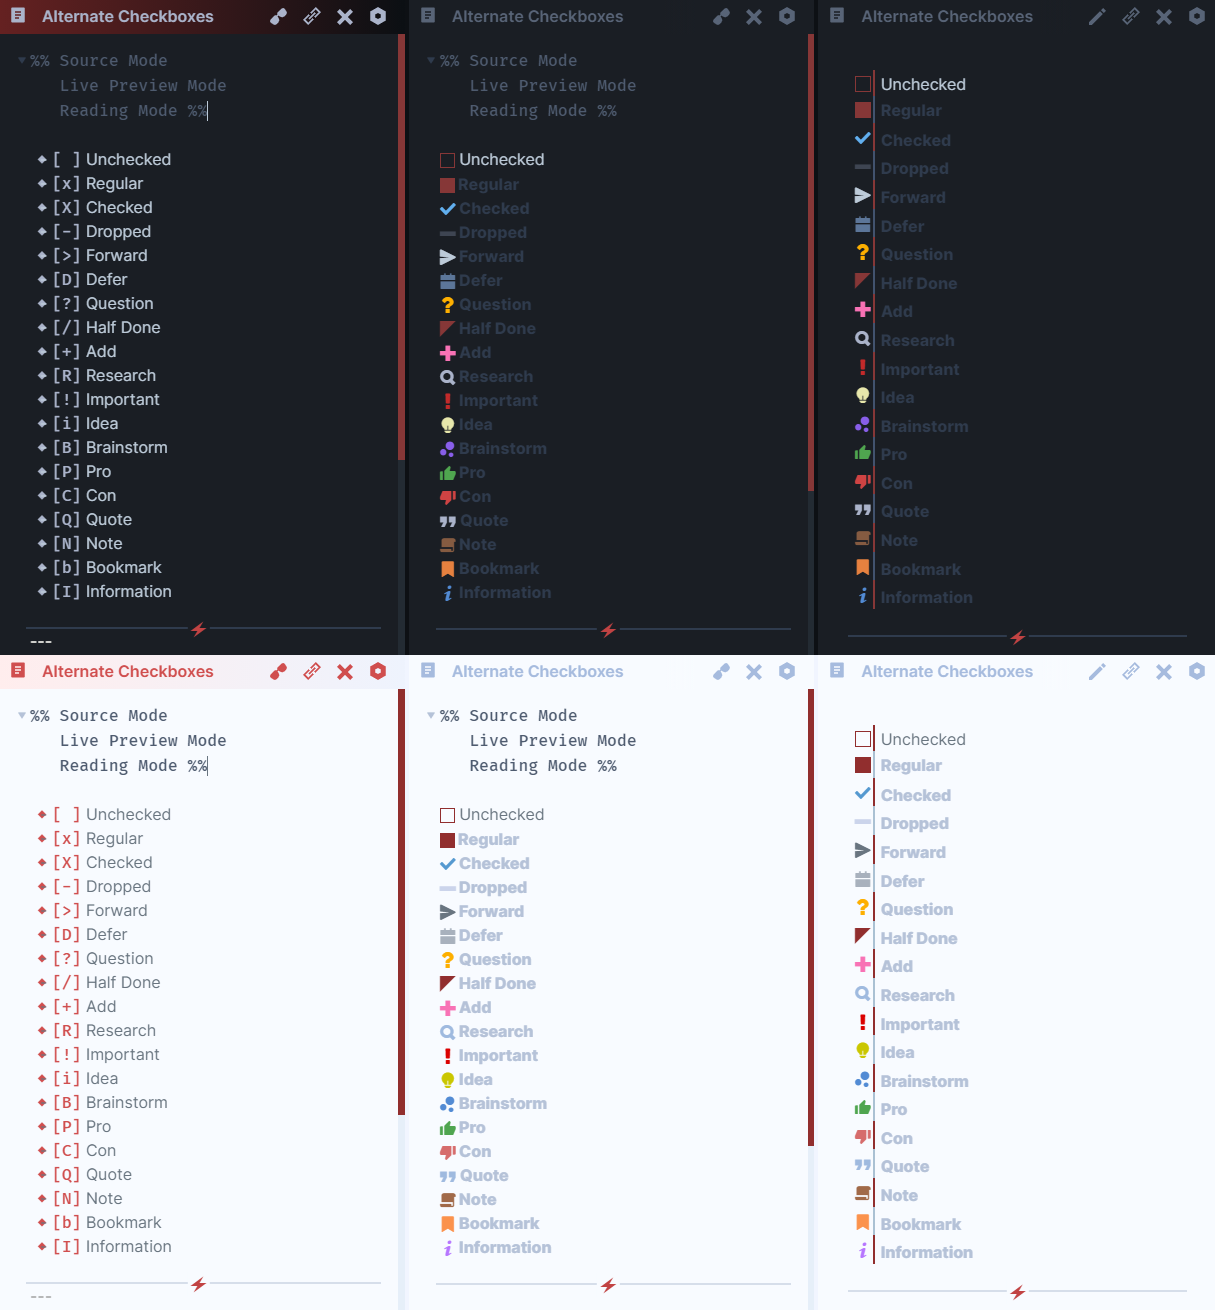 Alternate Checkboxes
%% Source Mode
Live Preview Mode
Reading Mode %%
[ ] Unchecked
[x] Regular
[X] Checked
[-] Dropped
[>] Forward
[D] Defer
[?] Question
[/] Half Done
[+] Add
[R] Research
[!] Important
[i] Idea
[B] Brainstorm
[P] Pro
[C] Con
[Q] Quote
[N] Note
[b] Bookmark
[I] Information
---
Alternate Checkboxes
%% Source Mode
Live Preview Mode
Reading Mode %%
Unchecked
Regular
Checked
Dropped
Forward
Defer
Question
Half Done
Add
Research
Important
Idea
Brainstorm
Pro
Con
Quote
Note
Bookmark
Information
Alternate Checkboxes
Unchecked
Regular
Checked
Dropped
Forward
Defer
Question
Half Done
Add
Research
Important
Idea
Brainstorm
Pro
Con
Quote
Note
Bookmark
Information
Alternate Checkboxes
%% Source Mode
Live Preview Mode
Reading Mode %%
[ ] Unchecked
[x] Regular
[X] Checked
[-] Dropped
[>] Forward
[D] Defer
[?] Question
[/] Half Done
[+] Add
[R] Research
[!] Important
[i] Idea
[B] Brainstorm
[P] Pro
[C] Con
[Q] Quote
[N] Note
[b] Bookmark
[I] Information
---
Alternate Checkboxes
%% Source Mode
Live Preview Mode
Reading Mode %%
Unchecked
Regular
Checked
Dropped
Forward
Defer
Question
Half Done
Add
Research
Important
Idea
Brainstorm
Pro
Con
Quote
Note
Bookmark
Information
Alternate Checkboxes
Unchecked
Regular
Checked
Dropped
Forward
Defer
Question
Half Done
Add
Research
Important
Idea
Brainstorm
Pro
Con
Quote
Note
Bookmark
Information